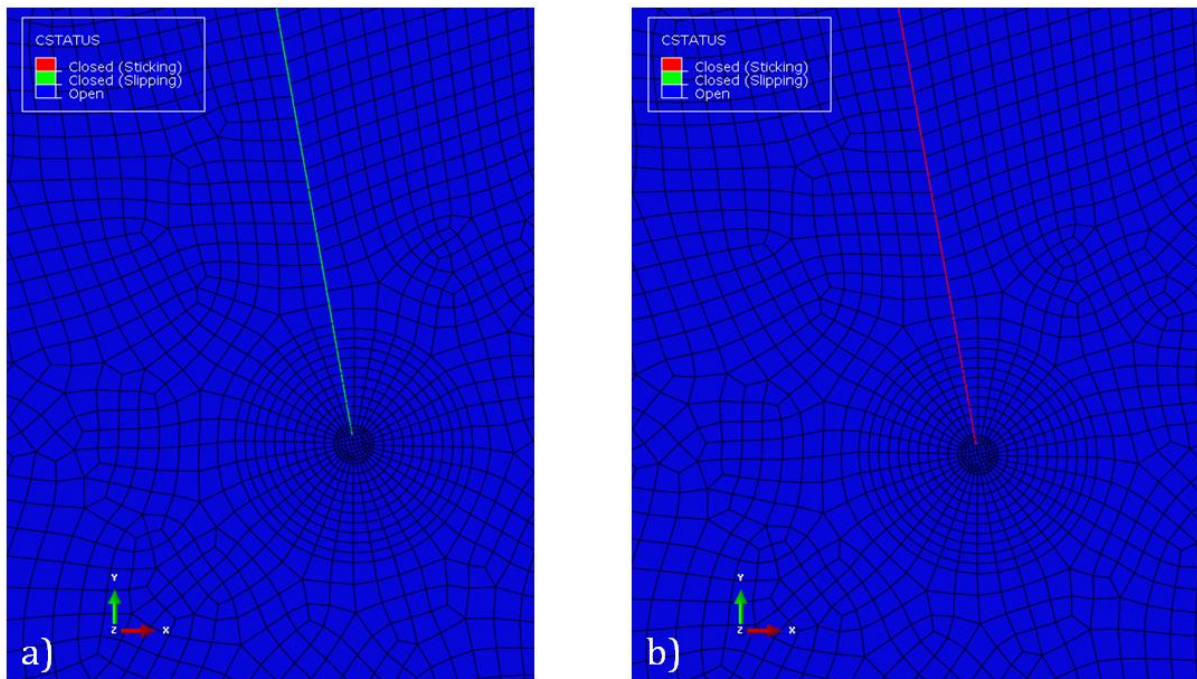 CSTATUS
Closed (Sticking)
Closed (Slipping)
Open
Y
Z
X
a)
CSTATUS
Closed (Sticking)
Closed (Slipping)
Open
Y
Z
X
b)